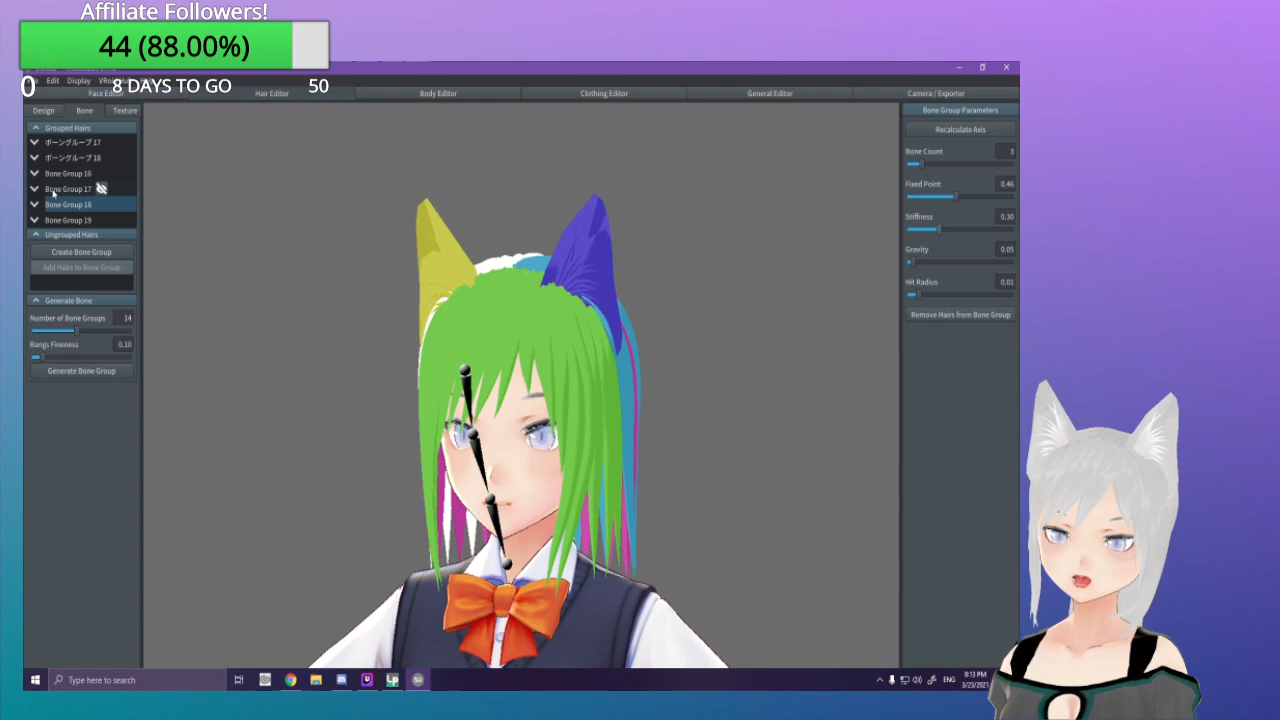 Affiliate Followers!
44 (88.00%)
0
8 DAYS TO GO
50
Edit
Display
Face Editor
Hair Editor
Body Editor
Clothing Editor
General Editor
Camera / Exporter
Design
Bone
Texture
Grouped Hairs
ボーングループ 17
ボーングループ 18
Bone Group 16
Bone Group 17
Bone Group 18
Bone Group 19
Ungrouped Hairs
Create Bone Group
Add Hairs to Bone Group
Generate Bone
Number of Bone Groups 14
Bangs Fineness 0.10
Generate Bone Group
Bone Group Parameters
Recalculate Axis
Bone Count 3
Fixed Point 0.46
Stiffness 0.30
Gravity 0.05
Hit Radius 0.01
Remove Hairs from Bone Group
Type here to search
ENG
8:13 PM